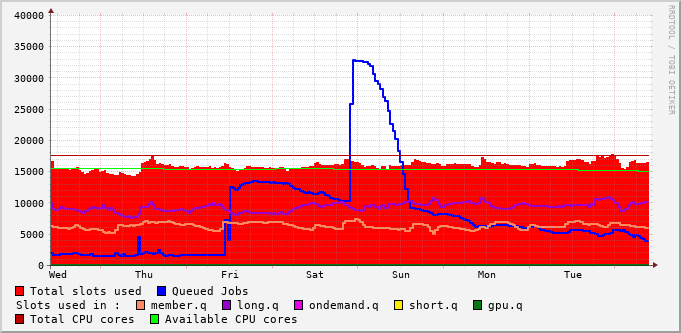 40000
35000
30000
25000
20000
15000
10000
5000
0
Wed Thu Fri Sat Sun Mon Tue
RRDTOOL / TOBI OETIKER
Total slots used Queued Jobs
Slots used in : member.q long.q ondemand.q short.q gpu.q
Total CPU cores Available CPU cores